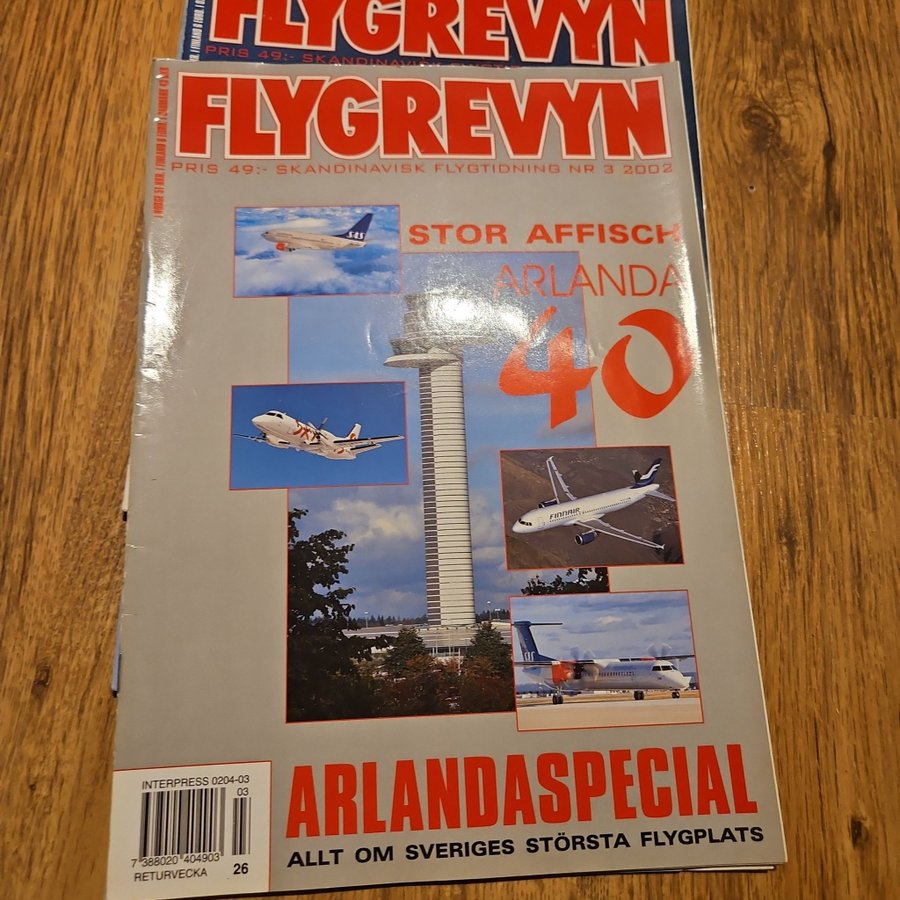 FLYGREVYN
PRIS 49:- SKANDINAVISK
FLYGREVYN
PRIS 49:- SKANDINAVISK FLYGTIDNING NR 3 2002
SAS
STOR AFFISCH
ARLANDA
40
FINNAIR
ARLANDASPECIAL
ALLT OM SVERIGES STÖRSTA FLYGPLATS
INTERPRESS 0204-03
03
7 388020 404903
RETURVECKA 26